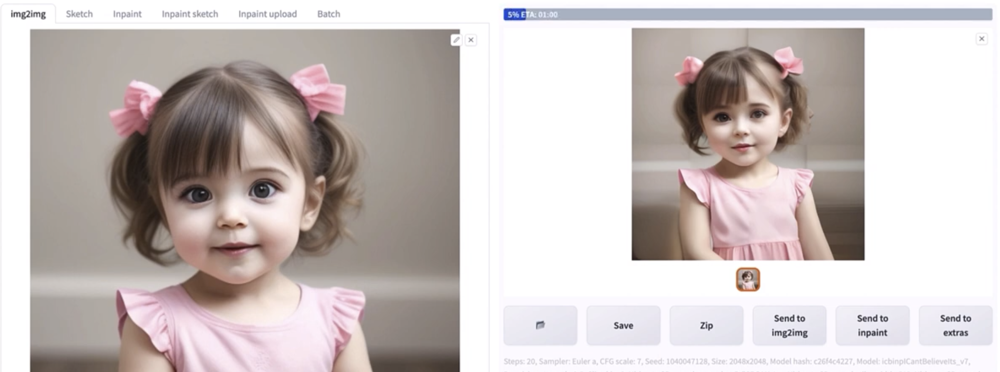 img2img Sketch Inpaint Inpaint sketch Inpaint upload Batch
5% ETA: 01:00
Save
Zip
Send to
img2img
Send to
inpaint
Send to
extras
Steps: 20, Sampler: Euler a, CFG scale: 7, Seed: 1040047128, Size: 2048x2048, Model hash: c26f4c4227, Model: icbinpICantBelieveIts_v7,